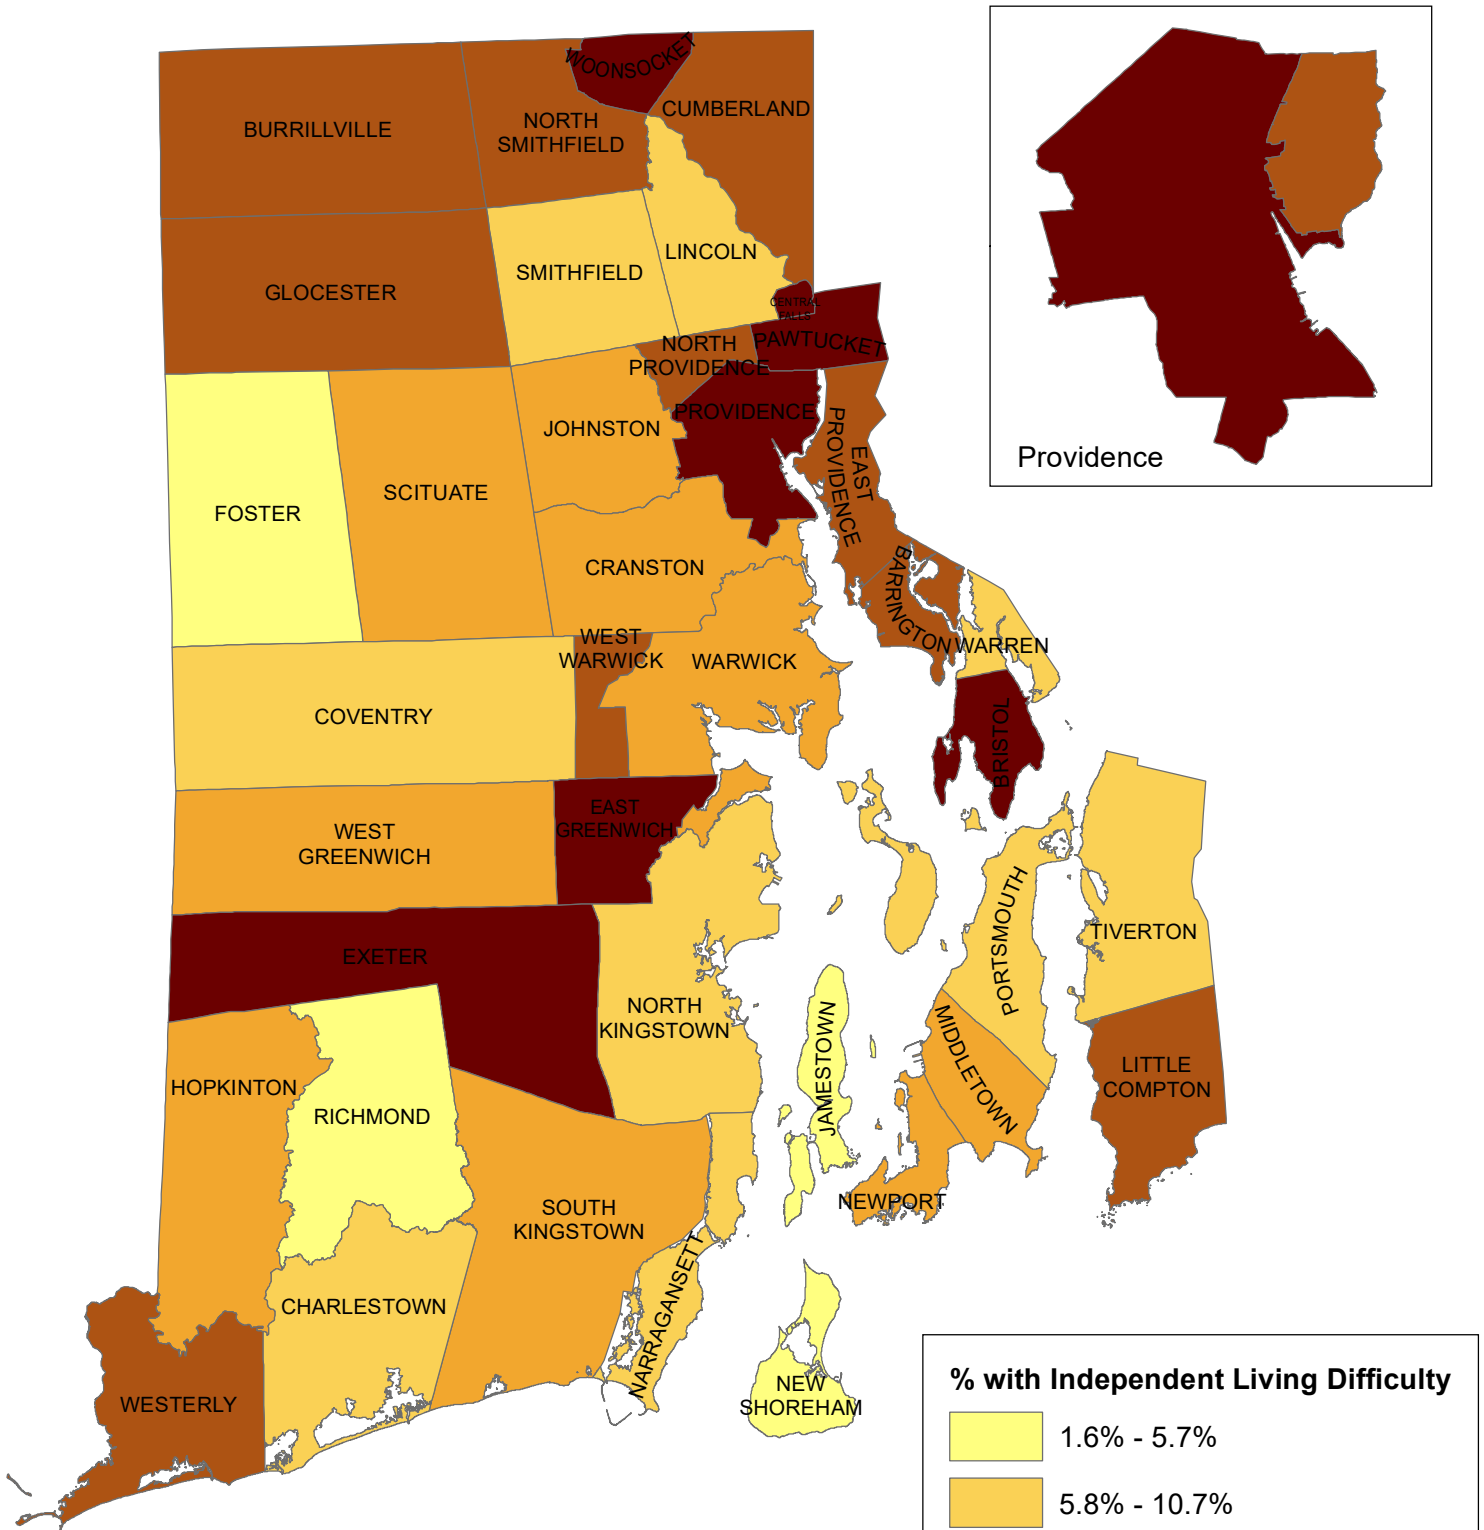 WOONSOCKET
CUMBERLAND
BURRILLVILLE
NORTH
SMITHFIELD
LINCOLN
SMITHFIELD
GLOCESTER
CENTRAL
FALLS
PAWTUCKET
NORTH
PROVIDENCE
PROVIDENCE
JOHNSTON
EAST
PROVIDENCE
SCITUATE
FOSTER
CRANSTON
BARRINGTON
WARREN
WEST
WARWICK
WARWICK
COVENTRY
BRISTOL
EAST
GREENWICH
WEST
GREENWICH
PORTSMOUTH
TIVERTON
EXETER
NORTH
KINGSTOWN
JAMESTOWN
MIDDLETOWN
LITTLE
COMPTON
HOPKINTON
RICHMOND
SOUTH
KINGSTOWN
NEWPORT
NARRAGANSETT
CHARLESTOWN
WESTERLY
NEW
SHOREHAM
Providence
% with Independent Living Difficulty
1.6% - 5.7%
5.8% - 10.7%